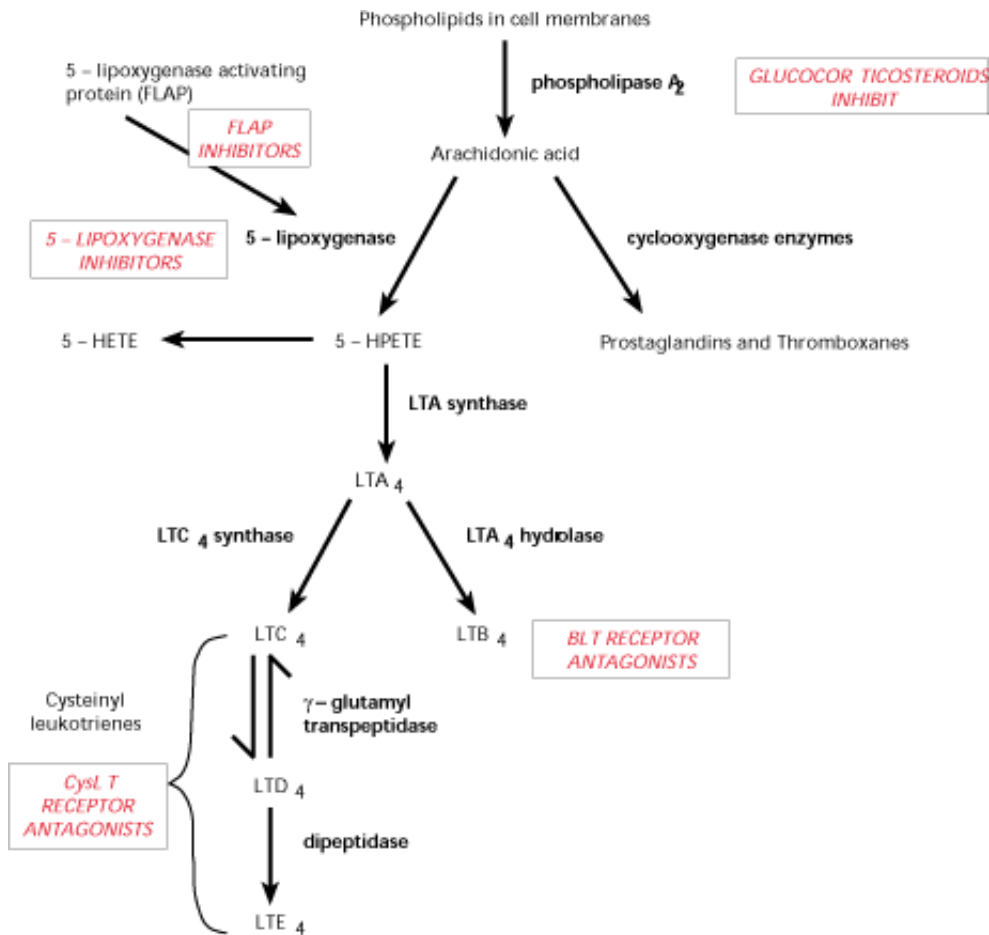 Phospholipids in cell membranes
5 – lipoxygenase activating
protein (FLAP)
phospholipase A2
GLUCOCOR TICOSTEROIDS
INHIBIT
FLAP
INHIBITORS
Arachidonic acid
5 – LIPOXYGENASE
INHIBITORS
5 – lipoxygenase
cyclooxygenase enzymes
5 – HETE
5 – HPETE
Prostaglandins and Thromboxanes
LTA synthase
LTA 4
LTC 4 synthase
LTA 4 hydrolase
LTC 4
LTB 4
BLT RECEPTOR
ANTAGONISTS
Cysteinyl
leukotrienes
γ – glutamyl
transpeptidase
CysL T
RECEPTOR
ANTAGONISTS
LTD 4
dipeptidase
LTE 4